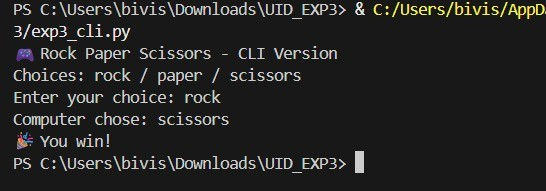 PS C:\Users\bivis\Downloads\UID_EXP3> & C:/Users/bivis/AppDa
3/exp3_cli.py
🎮 Rock Paper Scissors - CLI Version
Choices: rock / paper / scissors
Enter your choice: rock
Computer chose: scissors
🎉 You win!
PS C:\Users\bivis\Downloads\UID_EXP3>